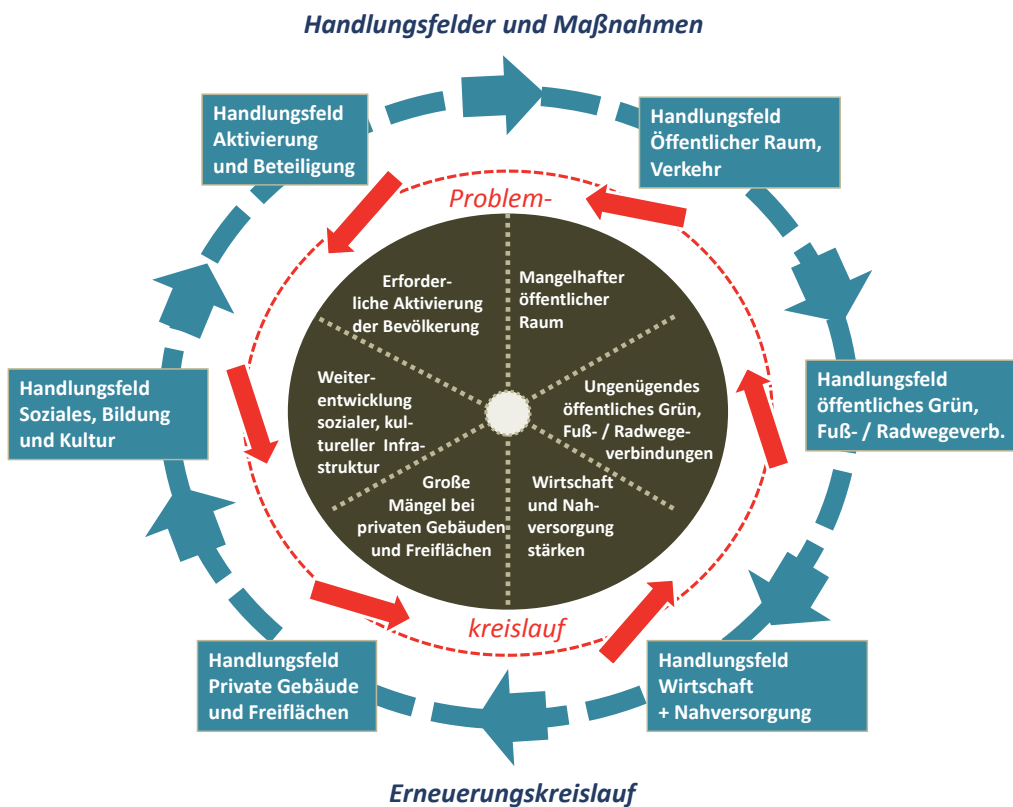 Handlungsfelder und Maßnahmen
Handlungsfeld
Aktivierung
und Beteiligung
Handlungsfeld
Öffentlicher Raum,
Verkehr
Problem-
Erforder-
liche Aktivierung
der Bevölkerung
Mangelhafter
öffentlicher
Raum
Handlungsfeld
Soziales, Bildung
und Kultur
Weiter-
entwicklung
sozialer, kul-
tureller Infra-
struktur
Ungenügendes
öffentliches Grün,
Fuß- / Radwege-
verbindungen
Handlungsfeld
öffentliches Grün,
Fuß- / Radwegeverb.
Große
Mängel bei
privaten Gebäuden
und Freiflächen
Wirtschaft
und Nah-
versorgung
stärken
kreislauf
Handlungsfeld
Private Gebäude
und Freiflächen
Handlungsfeld
Wirtschaft
+ Nahversorgung
Erneuerungskreislauf